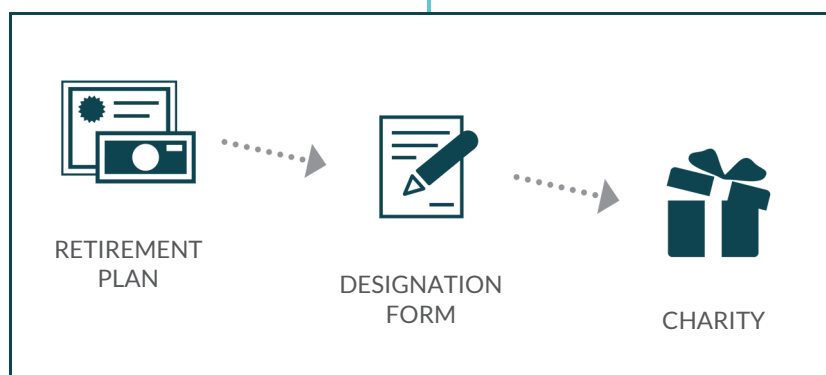 RETIREMENT
PLAN
DESIGNATION
FORM
CHARITY